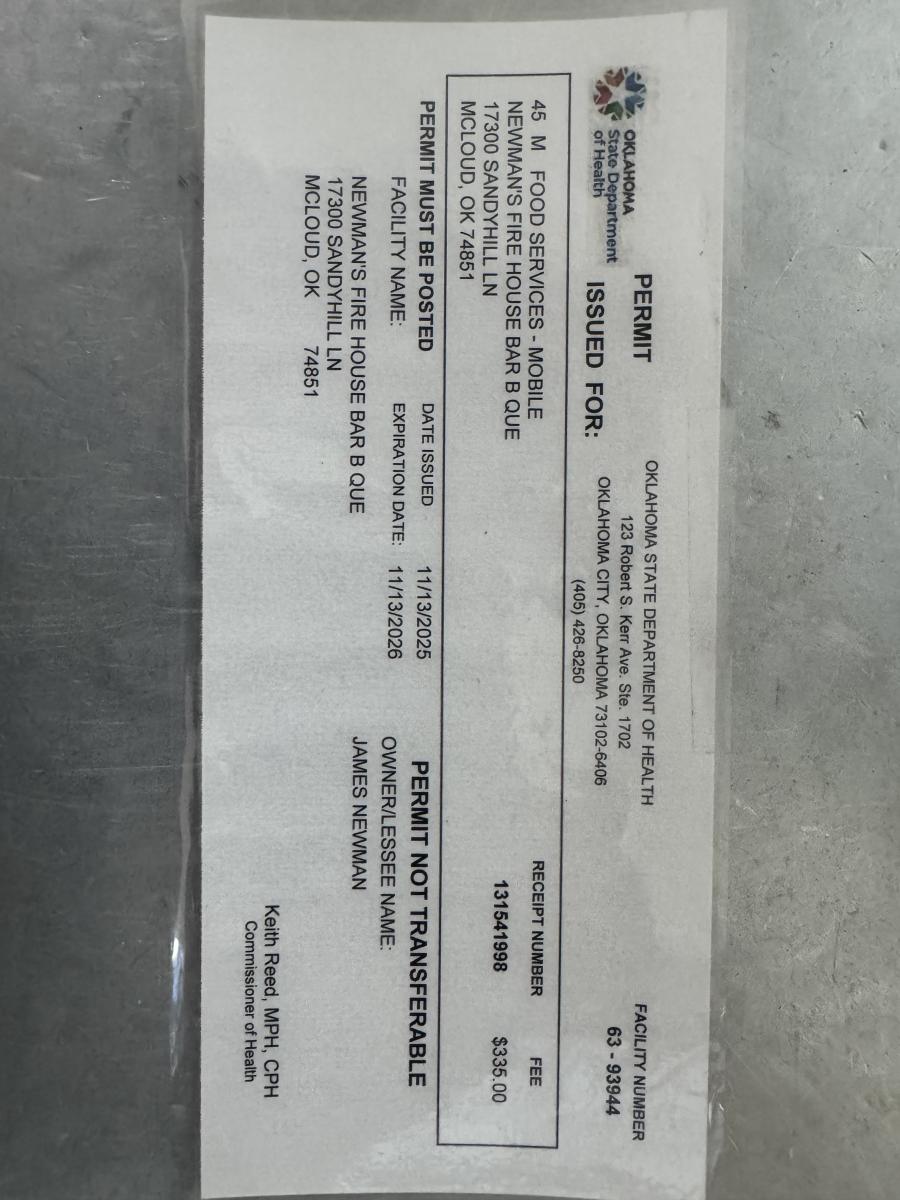 OKLAHOMA
State Department
of Health
PERMIT
ISSUED FOR:
OKLAHOMA STATE DEPARTMENT OF HEALTH
123 Robert S. Kerr Ave. Ste. 1702
OKLAHOMA CITY, OKLAHOMA 73102-6406
(405) 426-8250
FACILITY NUMBER
63 - 93944
45 M FOOD SERVICES - MOBILE
NEWMAN'S FIRE HOUSE BAR B QUE
17300 SANDYHILL LN
MCLOUD, OK 74851
RECEIPT NUMBER FEE
131541998 $335.00
PERMIT MUST BE POSTED
DATE ISSUED 11/13/2025
PERMIT NOT TRANSFERABLE
FACILITY NAME:
EXPIRATION DATE: 11/13/2026
OWNER/LESSEE NAME:
NEWMAN'S FIRE HOUSE BAR B QUE
17300 SANDYHILL LN
MCLOUD, OK 74851
JAMES NEWMAN
Keith Reed, MPH, CPH
Commissioner of Health